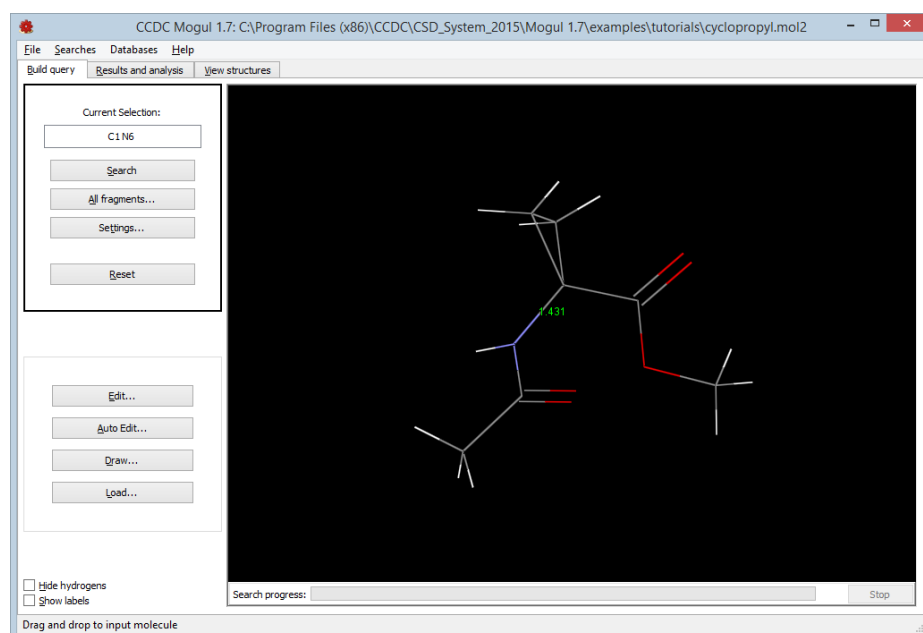 CCDC Mogul 1.7: C:\Program Files (x86)\CCDC\CSD_System_2015\Mogul 1.7\examples\tutorials\cyclopropyl.mol2
File Searches Databases Help
Build query Results and analysis View structures
Current Selection:
C1 N6
Search
All fragments...
Settings...
Reset
1.431
Edit...
Auto Edit...
Draw...
Load...
Hide hydrogens
Show labels
Search progress:
Stop
Drag and drop to input molecule